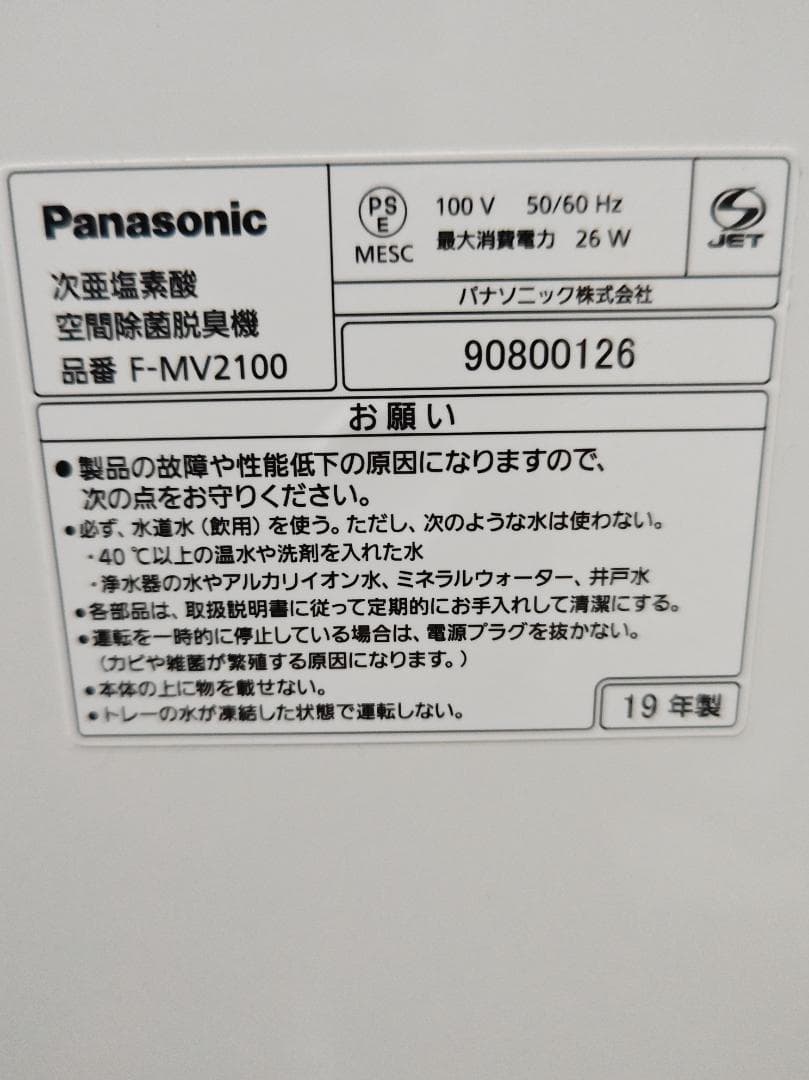 Panasonic
次亜塩素酸
空間除菌脱臭機
品番 F-MV2100
PS
E
MESC
100 V 50/60 Hz
最大消費電力 26 W
JET
パナソニック株式会社
90800126
お願い
●製品の故障や性能低下の原因になりますので、
次の点をお守りください。
●必ず、水道水（飲用）を使う。ただし、次のような水は使わない。
・40 ℃以上の温水や洗剤を入れた水
・浄水器の水やアルカリイオン水、ミネラルウォーター、井戸水
●各部品は、取扱説明書に従って定期的にお手入れして清潔にする。
●運転を一時的に停止している場合は、電源プラグを抜かない。
（カビや雑菌が繁殖する原因になります。）
●本体の上に物を載せない。
●トレーの水が凍結した状態で運転しない。
19 年製